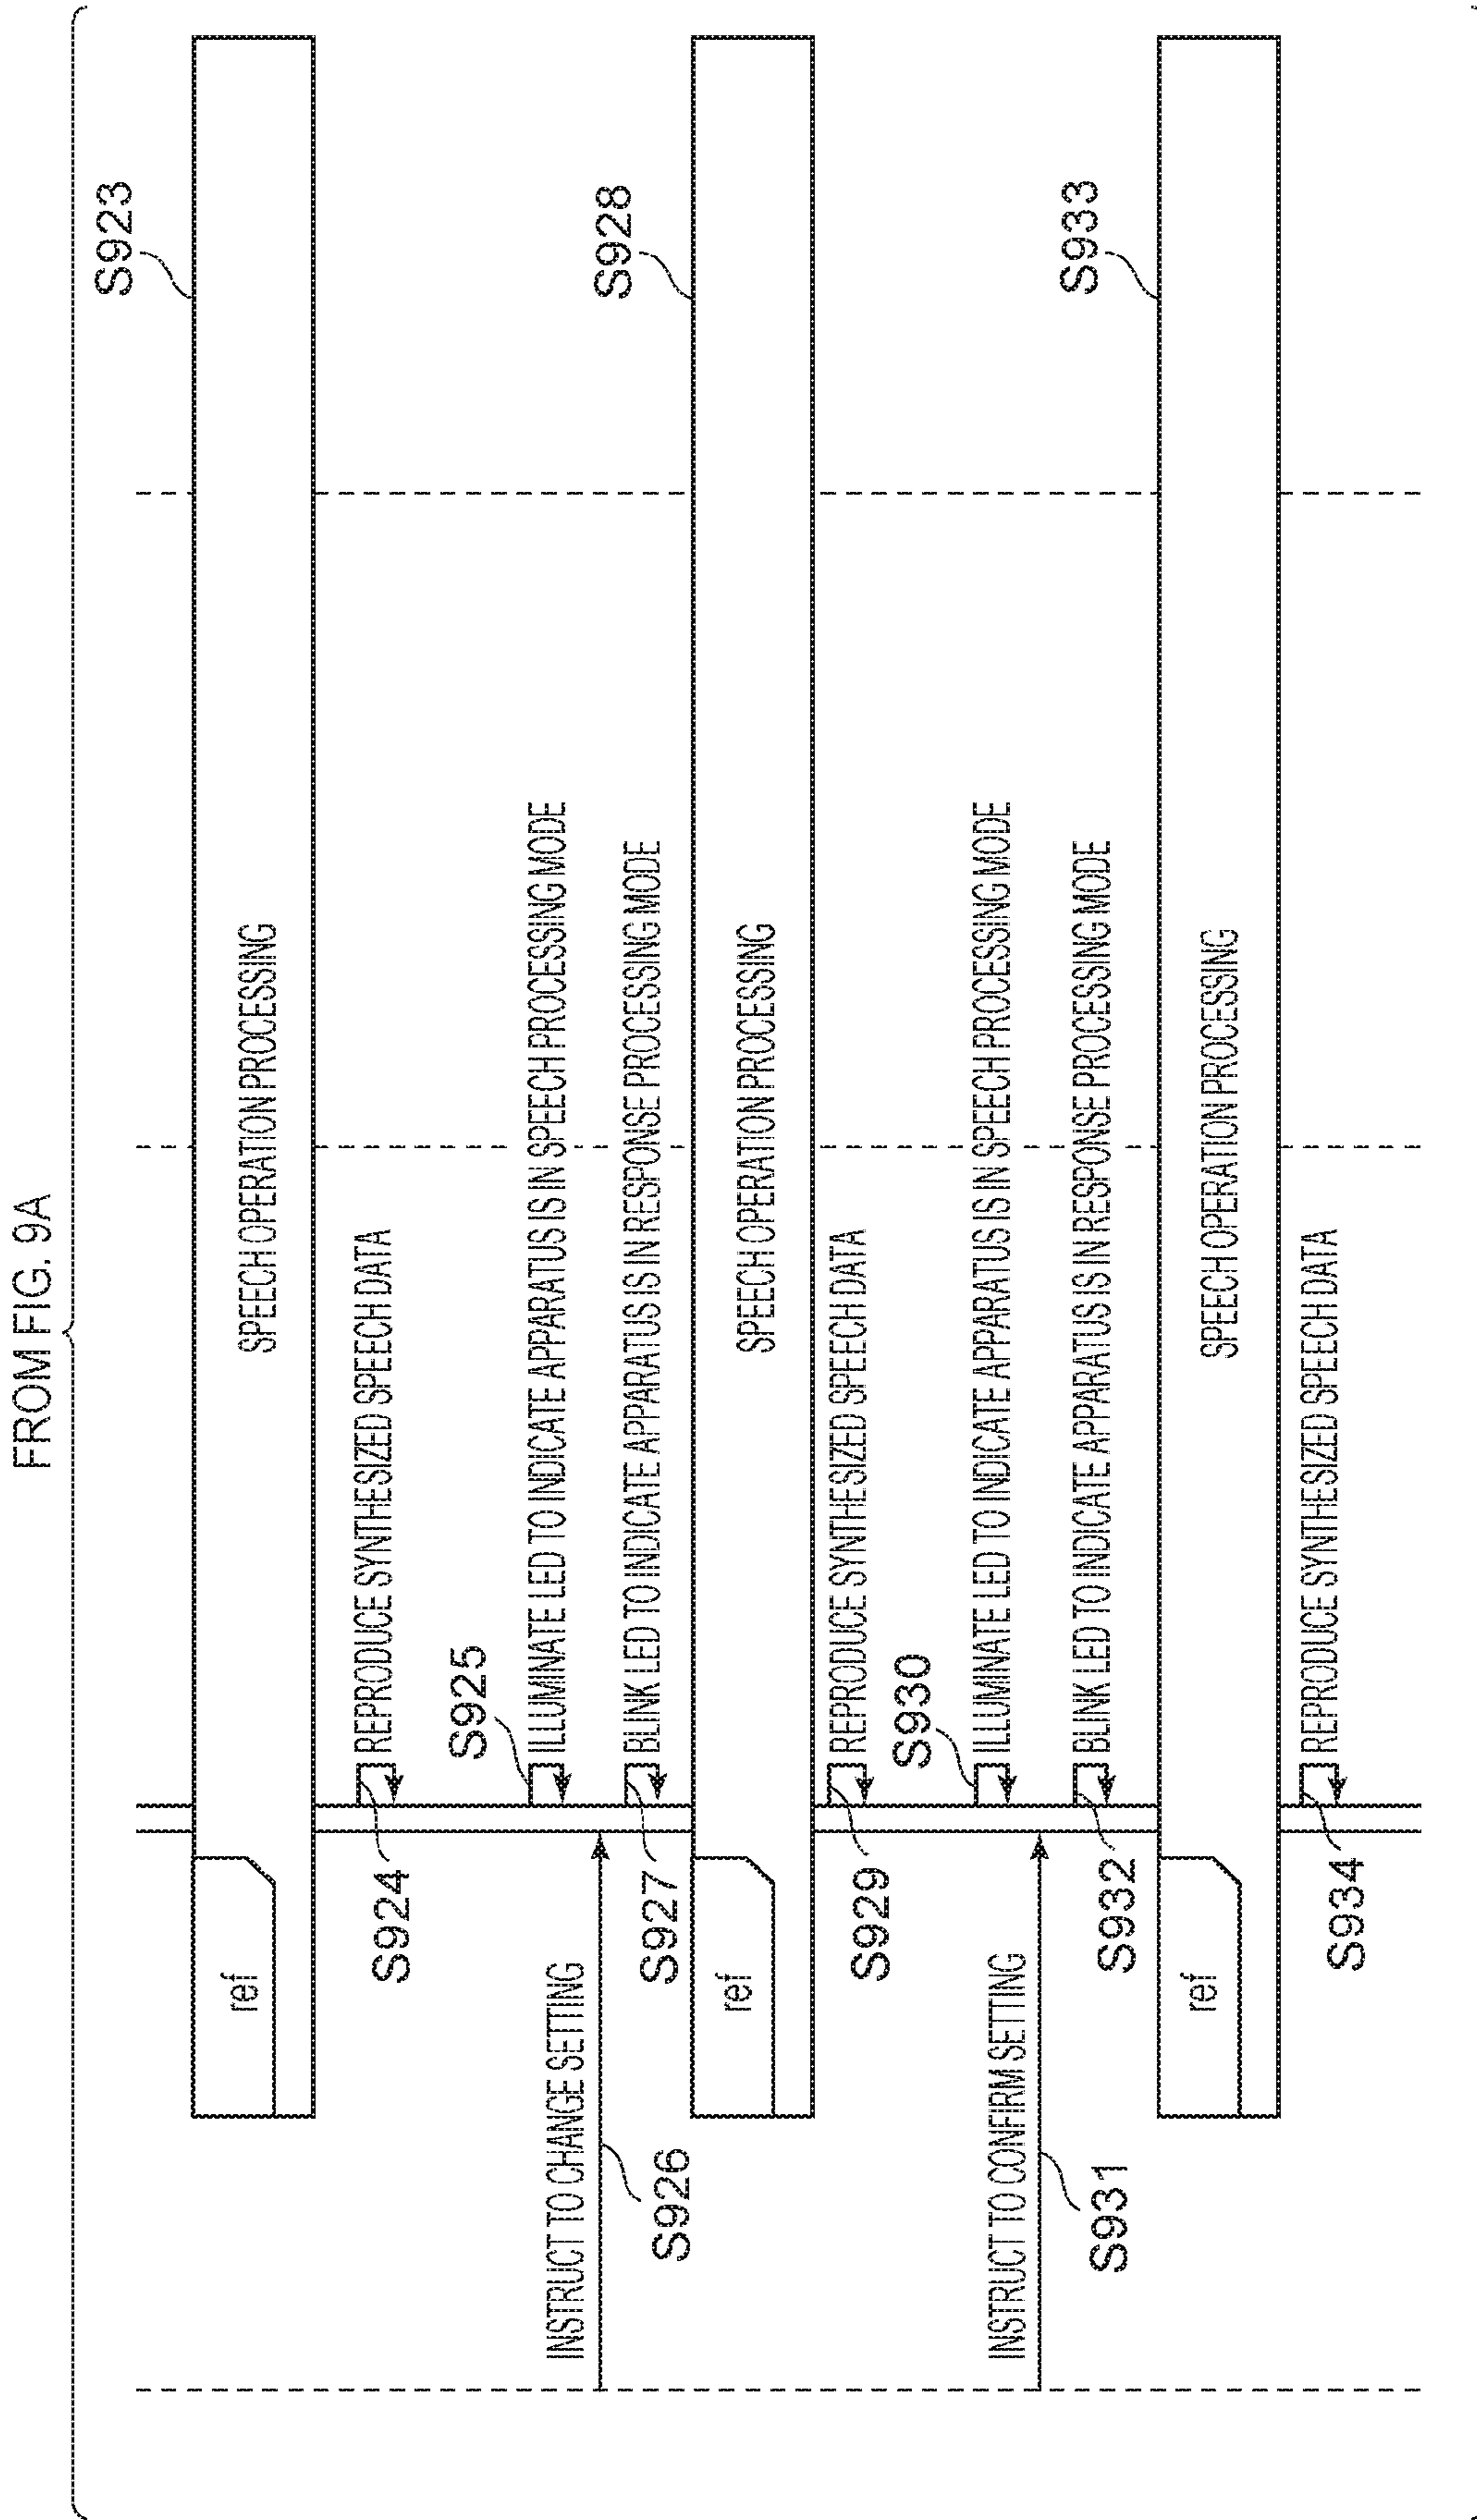 FROM FIG. 9A
S923
ref
SPEECH OPERATION PROCESSING
S924
REPRODUCE SYNTHESIZED SPEECH DATA
S925
ILLUMINATE LED TO INDICATE APPARATUS IS IN SPEECH PROCESSING MODE
INSTRUCT TO CHANGE SETTING
S926
S927
BLINK LED TO INDICATE APPARATUS IS IN RESPONSE PROCESSING MODE
S928
ref
SPEECH OPERATION PROCESSING
S929
REPRODUCE SYNTHESIZED SPEECH DATA
S930
ILLUMINATE LED TO INDICATE APPARATUS IS IN SPEECH PROCESSING MODE
INSTRUCT TO CONFIRM SETTING
S931
S932
BLINK LED TO INDICATE APPARATUS IS IN RESPONSE PROCESSING MODE
S933
ref
SPEECH OPERATION PROCESSING
S934
REPRODUCE SYNTHESIZED SPEECH DATA